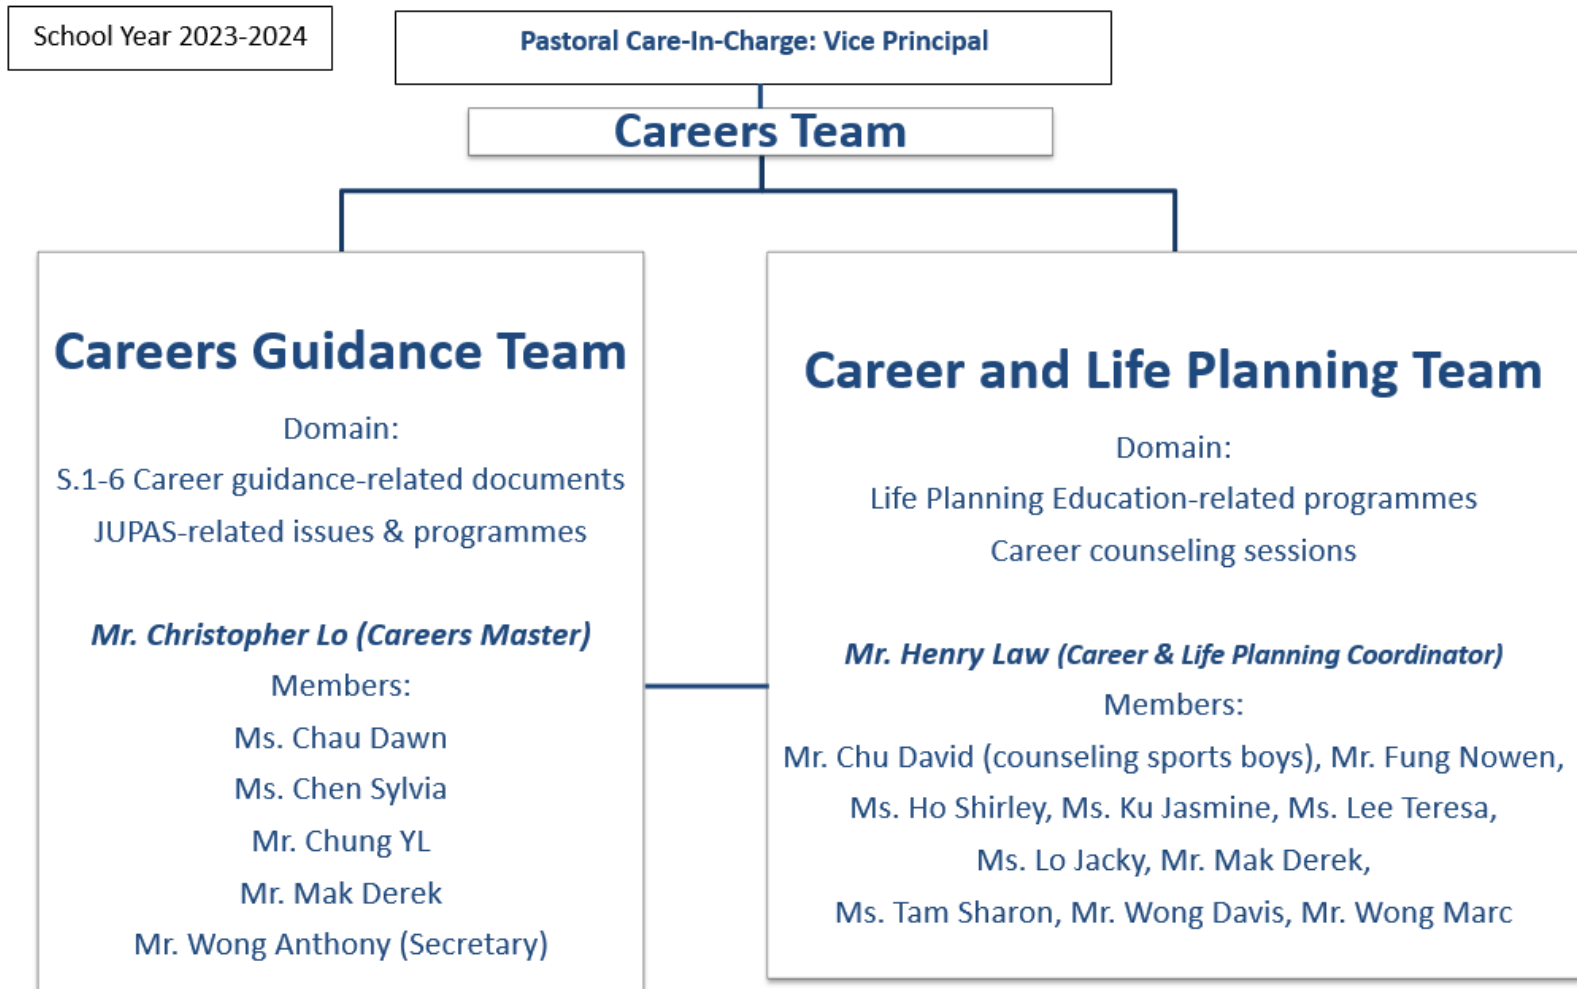 School Year 2023-2024
Pastoral Care-In-Charge: Vice Principal
Careers Team
Careers Guidance Team
Domain:
S.1-6 Career guidance-related documents
JUPAS-related issues & programmes
Mr. Christopher Lo (Careers Master)
Members:
Ms. Chau Dawn
Ms. Chen Sylvia
Mr. Chung YL
Mr. Mak Derek
Mr. Wong Anthony (Secretary)
Career and Life Planning Team
Domain:
Life Planning Education-related programmes
Career counseling sessions
Mr. Henry Law (Career & Life Planning Coordinator)
Members:
Mr. Chu David (counseling sports boys), Mr. Fung Nowen,
Ms. Ho Shirley, Ms. Ku Jasmine, Ms. Lee Teresa,
Ms. Lo Jacky, Mr. Mak Derek,
Ms. Tam Sharon, Mr. Wong Davis, Mr. Wong Marc